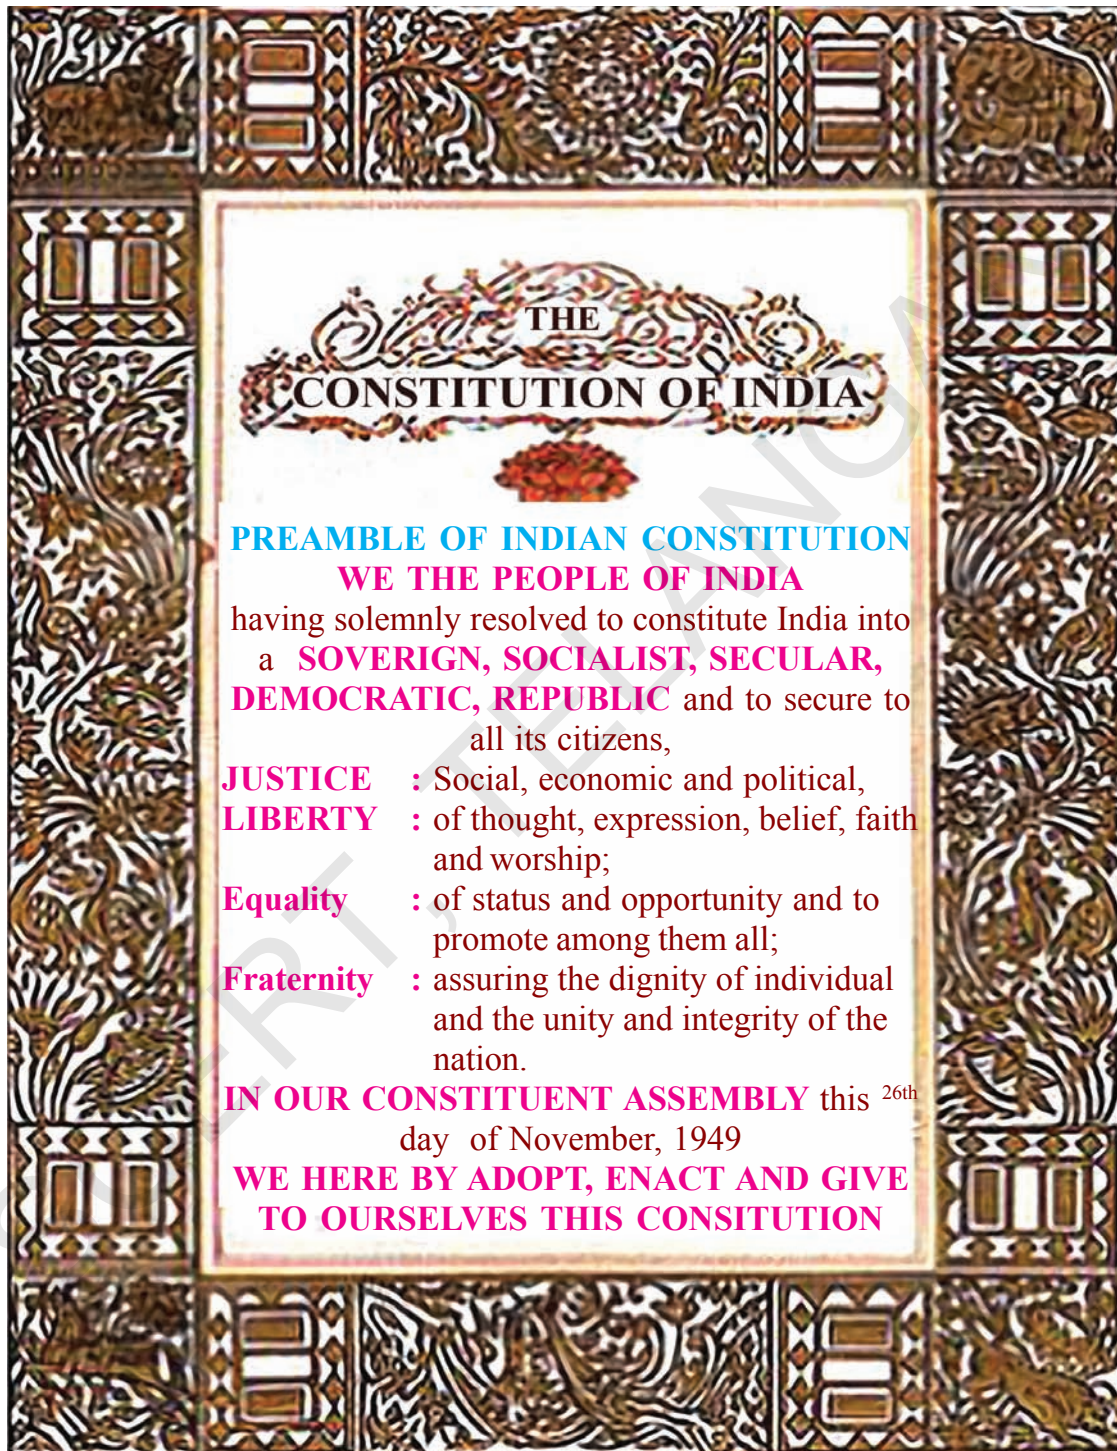 THE
CONSTITUTION OF INDIA
PREAMBLE OF INDIAN CONSTITUTION
WE THE PEOPLE OF INDIA
having solemnly resolved to constitute India into
a SOVERIGN, SOCIALIST, SECULAR,
DEMOCRATIC, REPUBLIC and to secure to
all its citizens,
JUSTICE : Social, economic and political,
LIBERTY : of thought, expression, belief, faith
and worship;
Equality : of status and opportunity and to
promote among them all;
Fraternity : assuring the dignity of individual
and the unity and integrity of the
nation.
IN OUR CONSTITUENT ASSEMBLY this 26th
day of November, 1949
WE HERE BY ADOPT, ENACT AND GIVE
TO OURSELVES THIS CONSITUTION